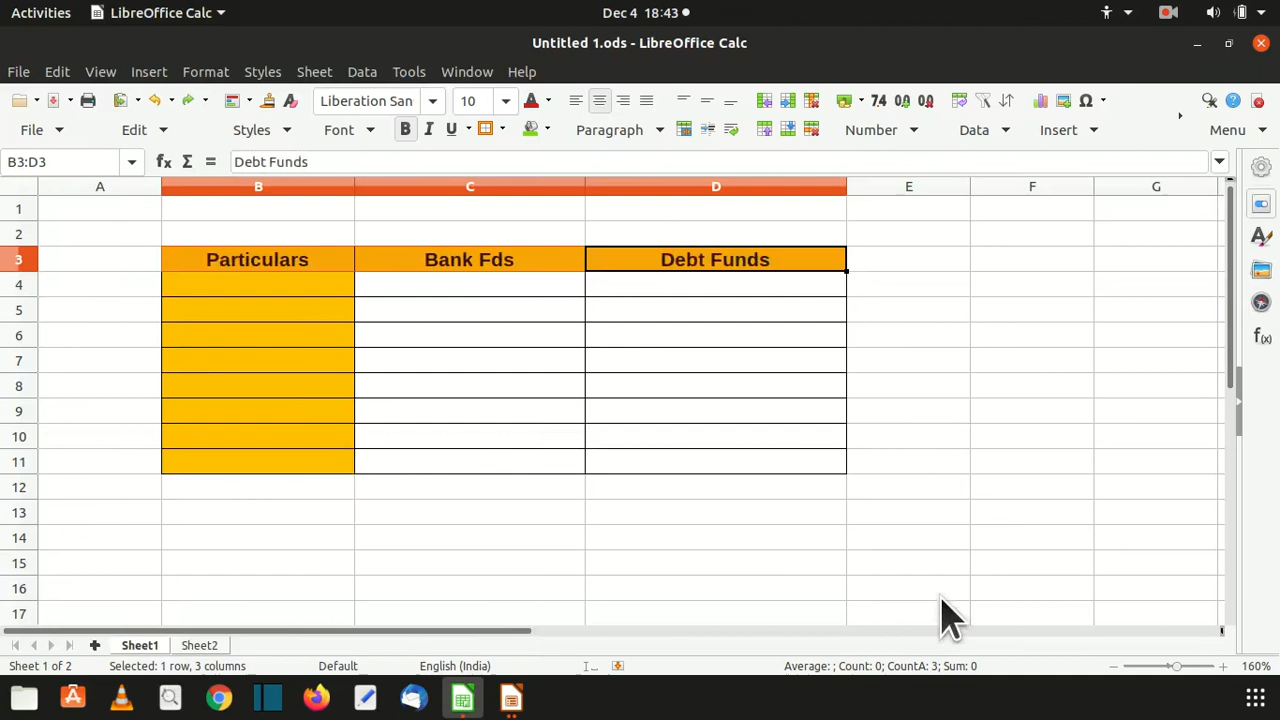 Activities LibreOffice Calc Dec 4 18:43
Untitled 1.ods - LibreOffice Calc
File Edit View Insert Format Styles Sheet Data Tools Window Help
Liberation San 10
File Edit Styles Font B I U Paragraph Number Data Insert Menu
B3:D3 Debt Funds
A B C D E F G
1
2
3 Particulars Bank Fds Debt Funds
4
5
6
7
8
9
10
11
12
13
14
15
16
17
Sheet1 Sheet2
Sheet 1 of 2 Selected: 1 row, 3 columns Default English (India) Average: ; Count: 0; CountA: 3; Sum: 0 160%